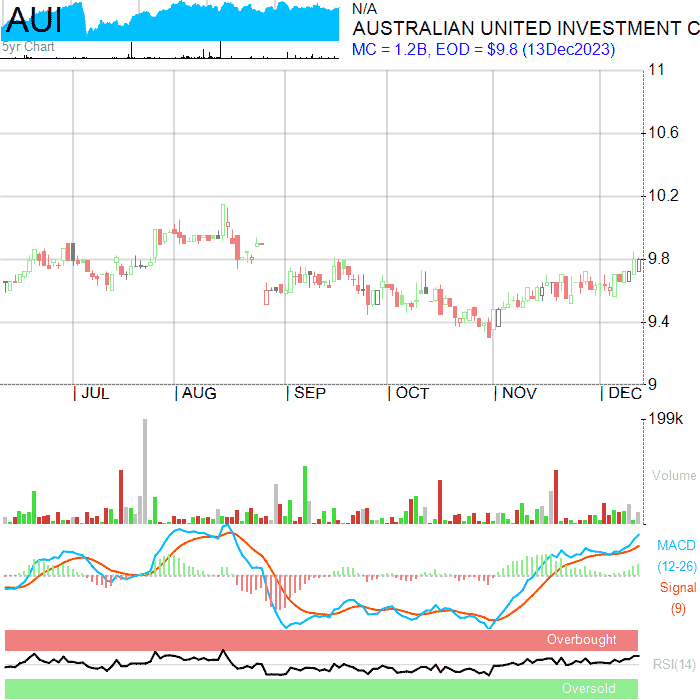 AUI
5yr Chart
N/A
AUSTRALIAN UNITED INVESTMENT C
MC = 1.2B, EOD = $9.8 (13Dec2023)
11
10.6
10.2
9.8
9.4
9
JUL
AUG
SEP
OCT
NOV
DEC
199k
Volume
MACD
(12-26)
Signal
(9)
Overbought
RSI(14)
Oversold